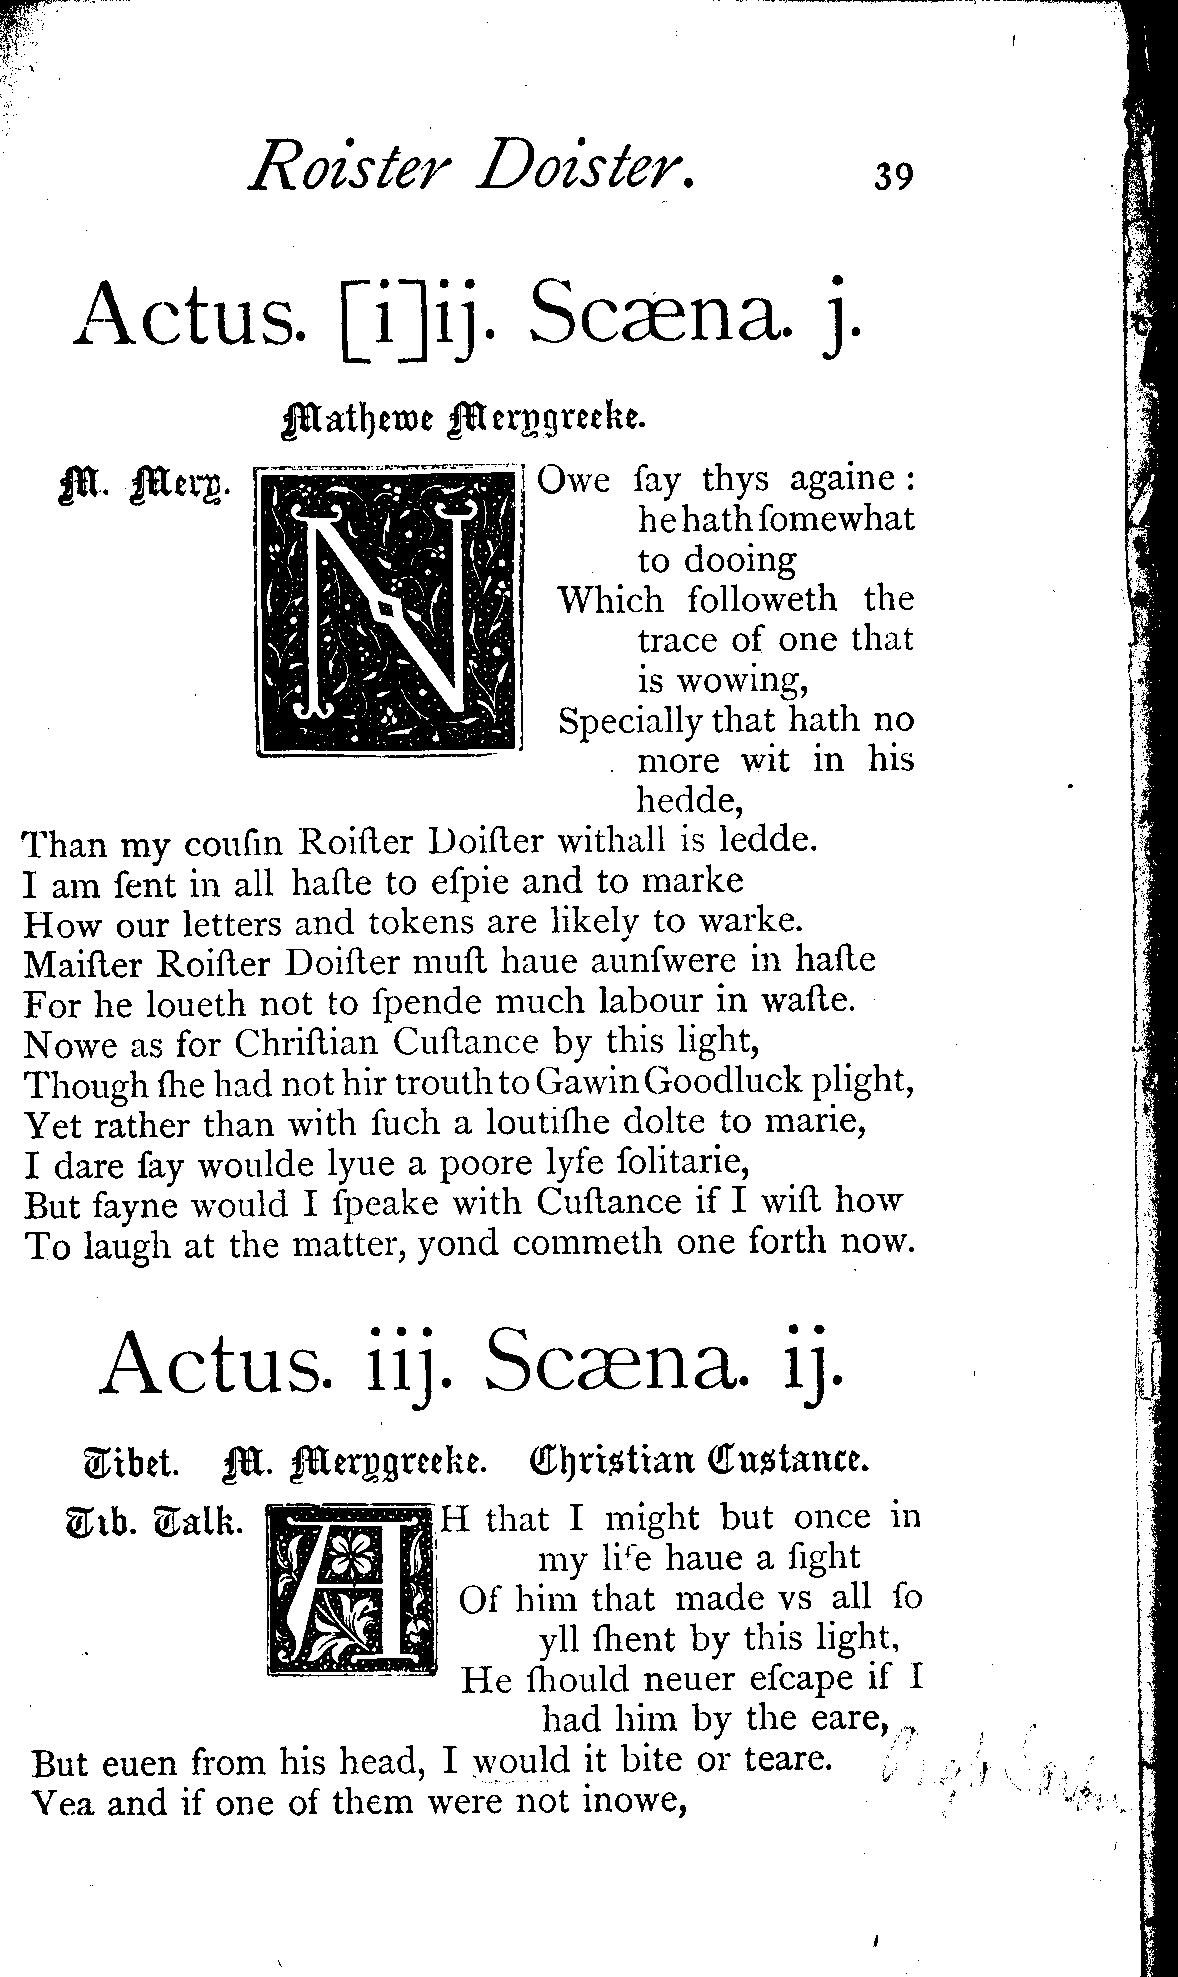 Roister Doister. 39
Actus. [i]ij. Scæna. j.
Mathewe Merygreeke.
M. Mery. NOwe ſay thys againe :
he hath ſomewhat
to dooing
Which followeth the
trace of one that
is wowing,
Specially that hath no
more wit in his
hedde,
Than my couſin Roiſter Doiſter withall is ledde.
I am ſent in all haſte to eſpie and to marke
How our letters and tokens are likely to warke.
Maiſter Roiſter Doiſter muſt haue aunſwere in haſte
For he loueth not to ſpende much labour in waſte.
Nowe as for Chriſtian Cuſtance by this light,
Though ſhe had not hir trouth to Gawin Goodluck plight,
Yet rather than with ſuch a loutiſhe dolte to marie,
I dare ſay woulde lyue a poore lyfe ſolitarie,
But fayne would I ſpeake with Cuſtance if I wiſt how
To laugh at the matter, yond commeth one forth now.
Actus. iij. Scæna. ij.
Tibet. M. Merygreeke. Christian Custance.
Tib. Talk. AH that I might but once in
my life haue a ſight
Of him that made vs all ſo
yll ſhent by this light,
He ſhould neuer eſcape if I
had him by the eare,
But euen from his head, I would it bite or teare.
Yea and if one of them were not inowe,